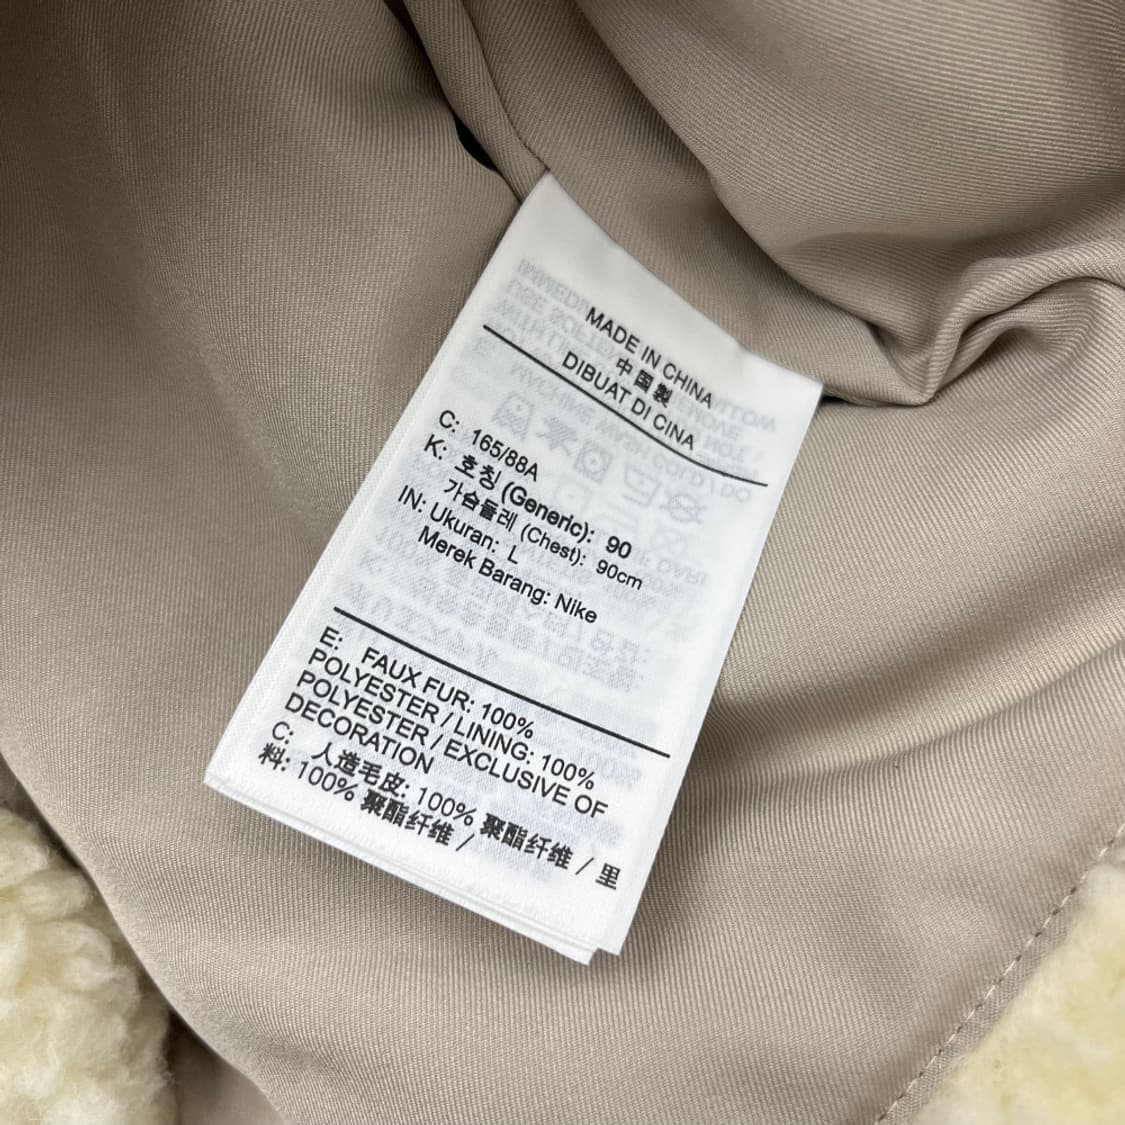 MADE IN CHINA
中国製
DIBUAT DI CINA
C: 165/88A
K: 호칭 (Generic): 90
가슴둘레 (Chest): 90cm
IN: Ukuran: L
Merek Barang: Nike
E: FAUX FUR: 100%
POLYESTER / LINING: 100%
POLYESTER / EXCLUSIVE OF
DECORATION
C: 人造毛皮: 100% 聚酯纤维 / 里
料: 100% 聚酯纤维 /